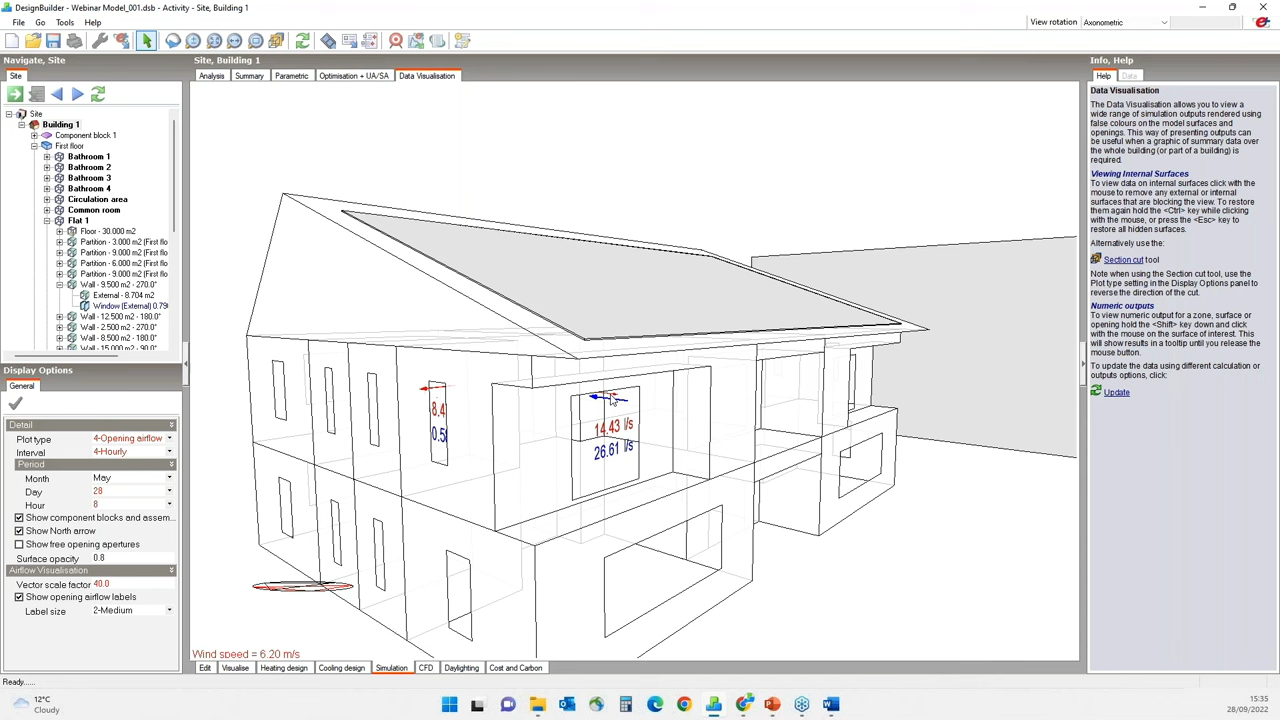 DesignBuilder - Webinar Model_001.dsb - Activity - Site, Building 1
File Go Tools Help
View rotation Axonometric
Navigate, Site
Site, Building 1
Info, Help
Site
Analysis Summary Parametric Optimisation + UA/SA Data Visualisation
Help Data
Site
Building 1
Component block 1
First floor
Bathroom 1
Bathroom 2
Bathroom 3
Bathroom 4
Circulation area
Common room
Flat 1
Floor - 30.000 m2
Partition - 3.000 m2 (First flo
Partition - 9.000 m2 (First flo
Partition - 6.000 m2 (First flo
Partition - 9.000 m2 (First flo
Wall - 9.500 m2 - 270.0°
External - 8.704 m2
Window (External) 0.79
Wall - 12.500 m2 - 180.0°
Wall - 2.500 m2 - 270.0°
Wall - 8.500 m2 - 180.0°
Wall - 15.000 m2 - 90.0°
Display Options
General
Detail
Plot type 4-Opening airflow
Interval 4-Hourly
Period
Month May
Day 28
Hour 8
Show component blocks and assem...
Show North arrow
Show free opening apertures
Surface opacity 0.8
Airflow Visualisation
Vector scale factor 40.0
Show opening airflow labels
Label size 2-Medium
8.4
0.5
14.43 l/s
26.61 l/s
Wind speed = 6.20 m/s
Edit Visualise Heating design Cooling design Simulation CFD Daylighting Cost and Carbon
Data Visualisation
The Data Visualisation allows you to view a
wide range of simulation outputs rendered using
false colours on the model surfaces and
openings. This way of presenting outputs can
be useful when a graphic of summary data over
the whole building (or part of a building) is
required.
Viewing Internal Surfaces
To view data on internal surfaces click with the
mouse to remove any external or internal
surfaces that are blocking the view. To restore
them again hold the <Ctrl> key while clicking
with the mouse, or press the <Esc> key to
restore all hidden surfaces.
Alternatively use the:
Section cut tool
Note when using the Section cut tool, use the
Plot type setting in the Display Options panel to
reverse the direction of the cut.
Numeric outputs
To view numeric output for a zone, surface or
opening hold the <Shift> key down and click
with the mouse on the surface of interest. This
will show results in a tooltip until you release the
mouse button.
To update the data using different calculation or
outputs options, click:
Update
Ready....
12°C
Cloudy
15:35
28/09/2022